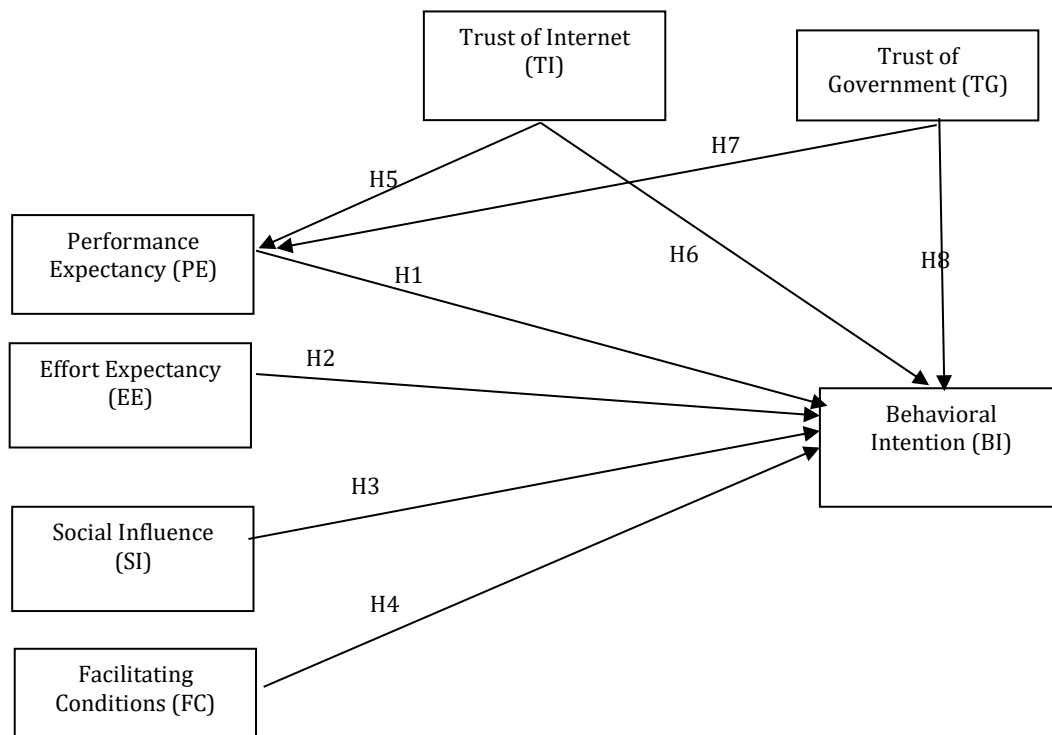 Trust of Internet
(TI)
Trust of
Government (TG)
H7
H5
Performance
Expectancy (PE)
H6
H8
H1
Effort Expectancy
(EE)
H2
Behavioral
Intention (BI)
H3
Social Influence
(SI)
H4
Facilitating
Conditions (FC)